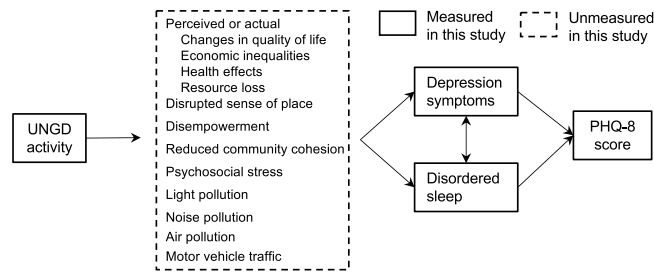 UNGD
activity
Perceived or actual
Changes in quality of life
Economic inequalities
Health effects
Resource loss
Disrupted sense of place
Disempowerment
Reduced community cohesion
Psychosocial stress
Light pollution
Noise pollution
Air pollution
Motor vehicle traffic
Measured
in this study
Unmeasured
in this study
Depression
symptoms
Disordered
sleep
PHQ-8
score